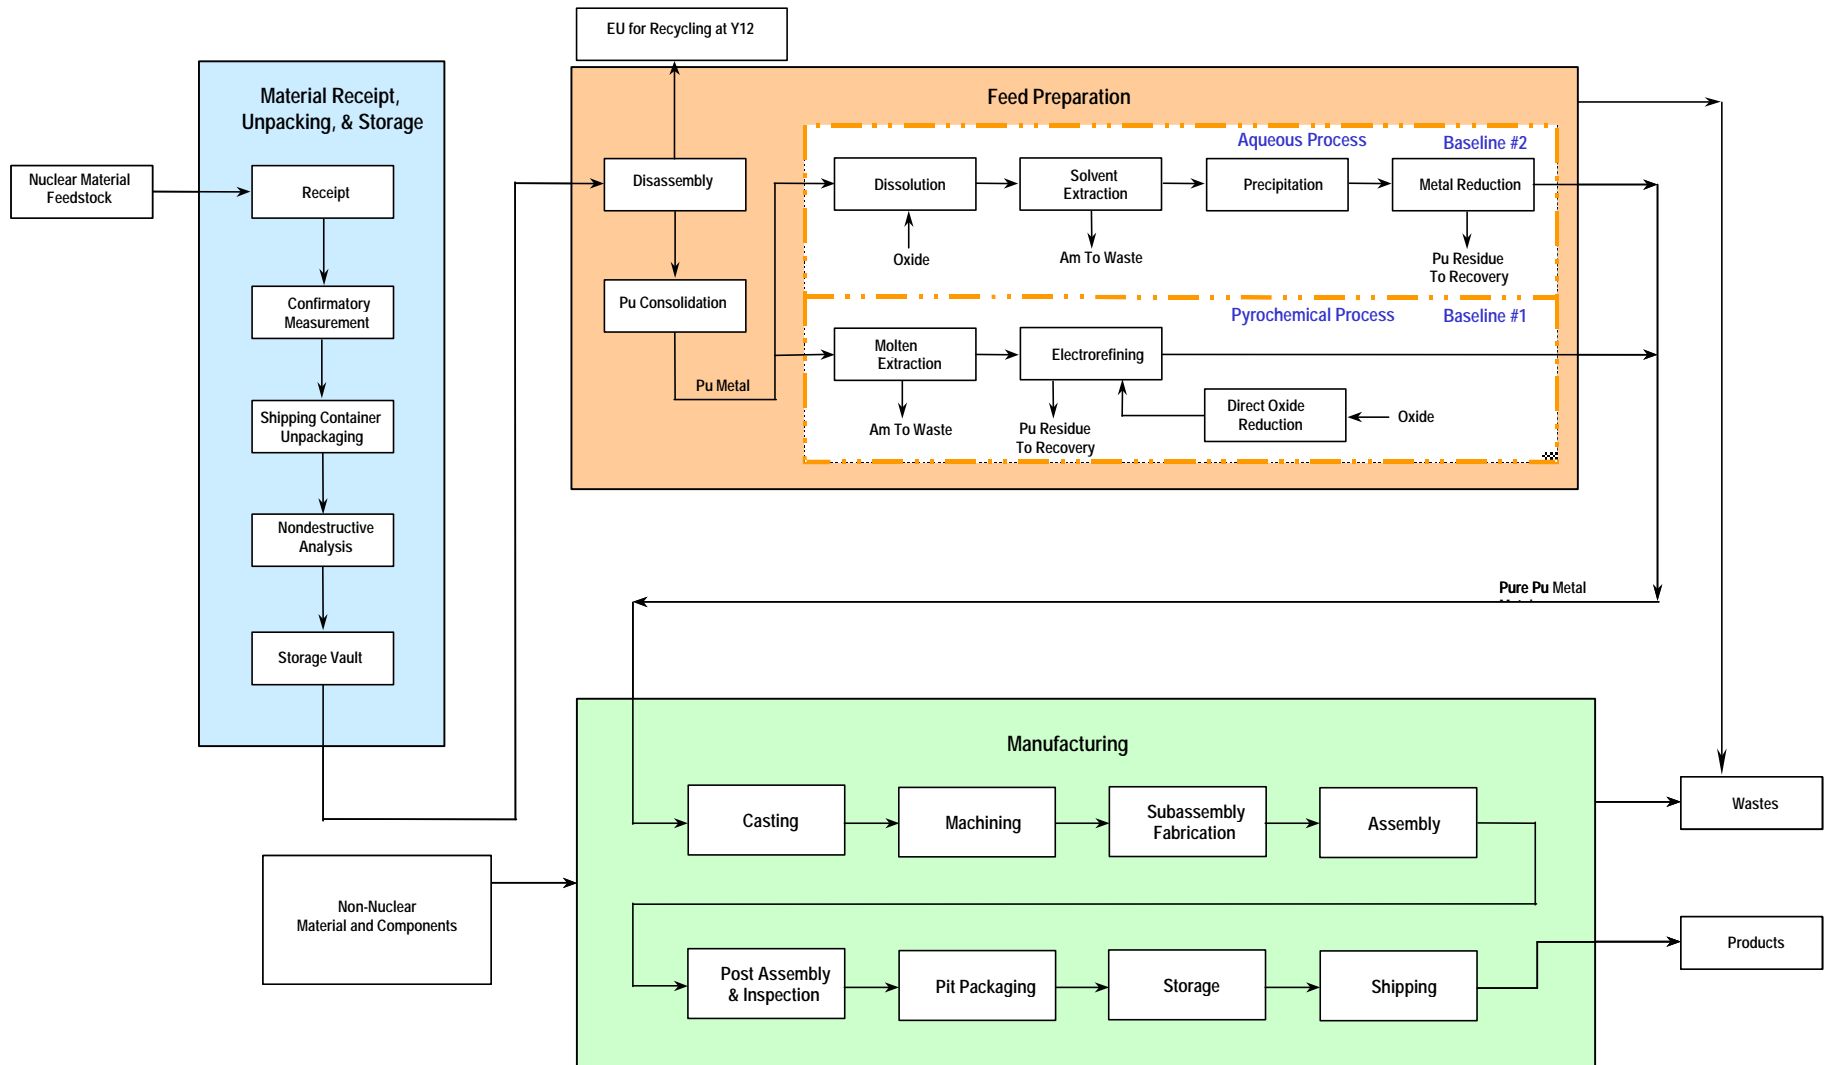 EU for Recycling at Y12
Material Receipt,
Unpacking, & Storage
Nuclear Material
Feedstock
Receipt
Confirmatory
Measurement
Shipping Container
Unpackaging
Nondestructive
Analysis
Storage Vault
Feed Preparation
Disassembly
Pu Consolidation
Pu Metal
Aqueous Process
Baseline #2
Dissolution
Solvent
Extraction
Precipitation
Metal Reduction
Oxide
Am To Waste
Pu Residue
To Recovery
Pyrochemical Process
Baseline #1
Molten
Extraction
Electrorefining
Direct Oxide
Reduction
Oxide
Am To Waste
Pu Residue
To Recovery
Pure Pu Metal
Manufacturing
Casting
Machining
Subassembly
Fabrication
Assembly
Post Assembly
& Inspection
Pit Packaging
Storage
Shipping
Non-Nuclear
Material and Components
Wastes
Products